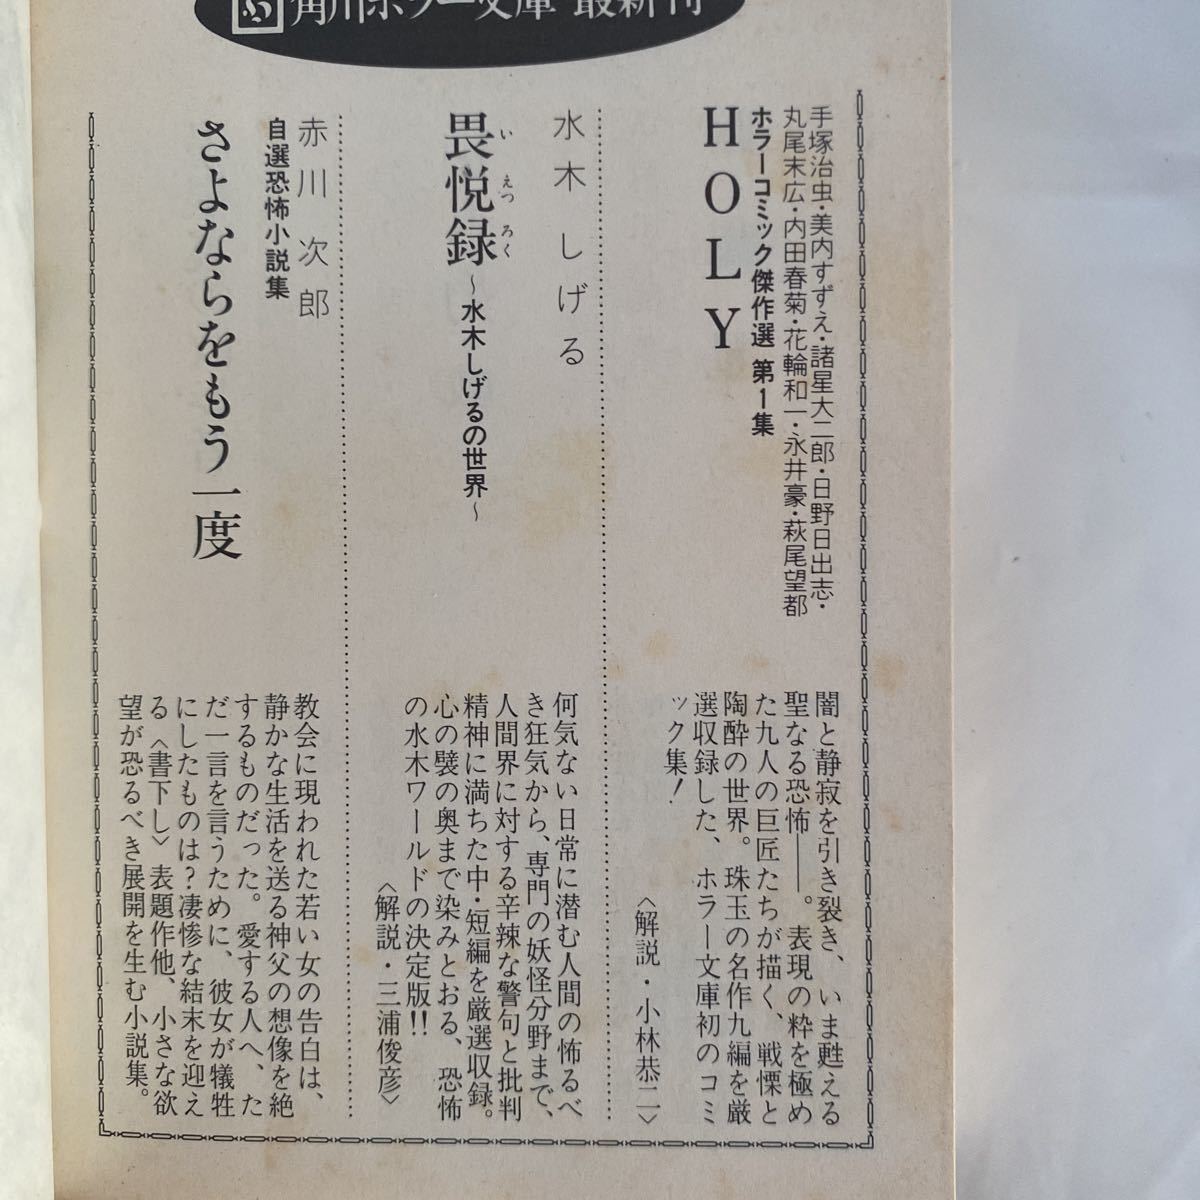 角川ホラー文庫 最新刊
手塚治虫・美内すずえ・諸星大二郎・日野日出志・
丸尾末広・内田春菊・花輪和一・永井豪・萩尾望都
ホラーコミック傑作選 第1集
HOLY
闇と静寂を引き裂き、いま甦える
聖なる恐怖――。表現の粋を極め
た九人の巨匠たちが描く、戦慄と
陶酔の世界。珠玉の名作九編を厳
選収録した、ホラー文庫初のコミ
ック集!
〈解説・小林恭二〉
水木しげる
畏悦録
いえつろく
~水木しげるの世界~
何気ない日常に潜む人間の怖るべ
き狂気から、専門の妖怪分野まで、
人間界に対する辛辣な警句と批判
精神に満ちた中・短編を厳選収録。
心の襞の奥まで染みとおる、恐怖
の水木ワールドの決定版!!
〈解説・三浦俊彦〉
赤川次郎
自選恐怖小説集
さよならをもう一度
教会に現われた若い女の告白は、
静かな生活を送る神父の想像を絶
するものだった。愛する人へ、た
だ一言を言うために、彼女が犠牲
にしたものは?凄惨な結末を迎え
る〈書下し〉表題作他、小さな欲
望が恐るべき展開を生む小説集。